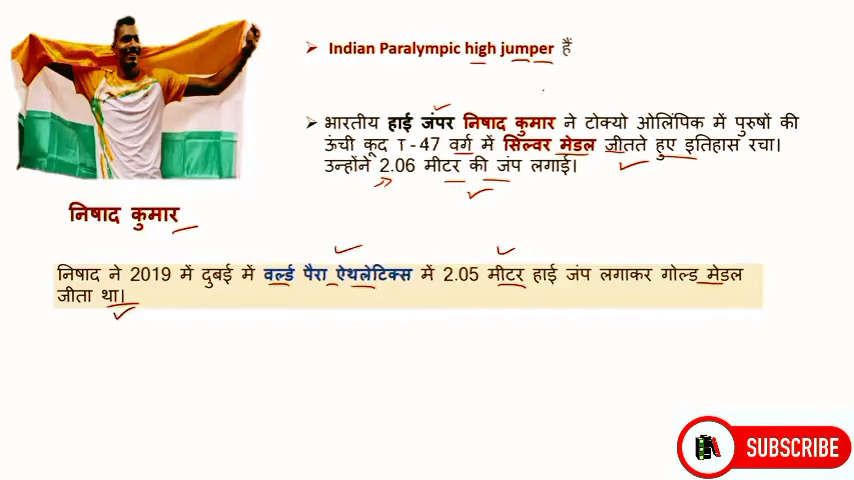 Indian Paralympic high jumper हैं
भारतीय हाई जंपर निषाद कुमार ने टोक्यो ओलिंपिक में पुरुषों की
ऊंची कूद T-47 वर्ग में सिल्वर मेडल जीतते हुए इतिहास रचा।
उन्होंने 2.06 मीटर की जंप लगाई।
निषाद कुमार
निषाद ने 2019 में दुबई में वर्ल्ड पैरा ऐथलेटिक्स में 2.05 मीटर हाई जंप लगाकर गोल्ड मेडल
जीता था।
SUBSCRIBE